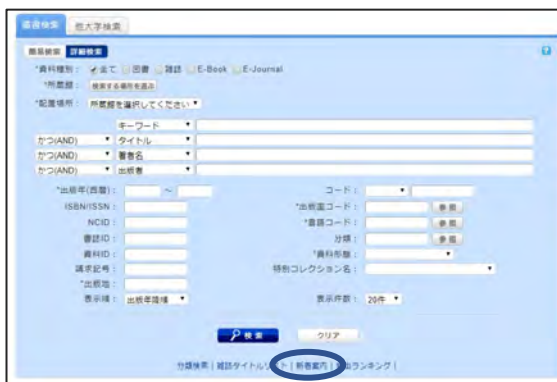 蔵書検索 他大学検索
簡易検索 詳細検索
*資料種別： 全て 図書 雑誌 E-Book E-Journal
*所蔵館： 検索する場所を選ぶ
*配置場所： 所蔵館を選択してください
キーワード
かつ(AND) タイトル
かつ(AND) 著者名
かつ(AND) 出版者
*出版年(西暦)： ～ コード：
ISBN/ISSN： *出版国コード： 参照
NCID： *言語コード： 参照
書誌ID： 分類： 参照
資料ID： *資料形態：
請求記号： 特別コレクション名：
*出版地：
表示順： 出版年降順 表示件数： 20件
検索 クリア
分類検索 | 雑誌タイトルリスト | 新着案内 | 貸出ランキング |